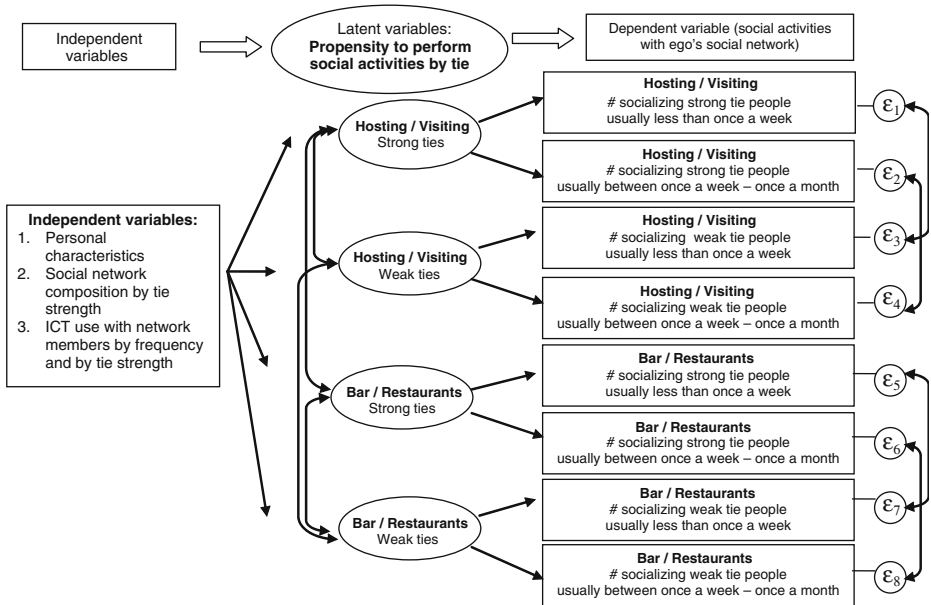 Independent
variables
Latent variables:
Propensity to perform
social activities by tie
Dependent variable (social activities
with ego's social network)
Independent variables:
1. Personal
characteristics
2. Social network
composition by tie
strength
3. ICT use with network
members by frequency
and by tie strength
Hosting / Visiting
Strong ties
Hosting / Visiting
Weak ties
Bar / Restaurants
Strong ties
Bar / Restaurants
Weak ties
Hosting / Visiting
# socializing strong tie people
usually less than once a week
ε1
Hosting / Visiting
# socializing strong tie people
usually between once a week – once a month
ε2
Hosting / Visiting
# socializing weak tie people
usually less than once a week
ε3
Hosting / Visiting
# socializing weak tie people
usually between once a week – once a month
ε4
Bar / Restaurants
# socializing strong tie people
usually less than once a week
ε5
Bar / Restaurants
# socializing strong tie people
usually between once a week – once a month
ε6
Bar / Restaurants
# socializing weak tie people
usually less than once a week
ε7
Bar / Restaurants
# socializing weak tie people
usually between once a week – once a month
ε8